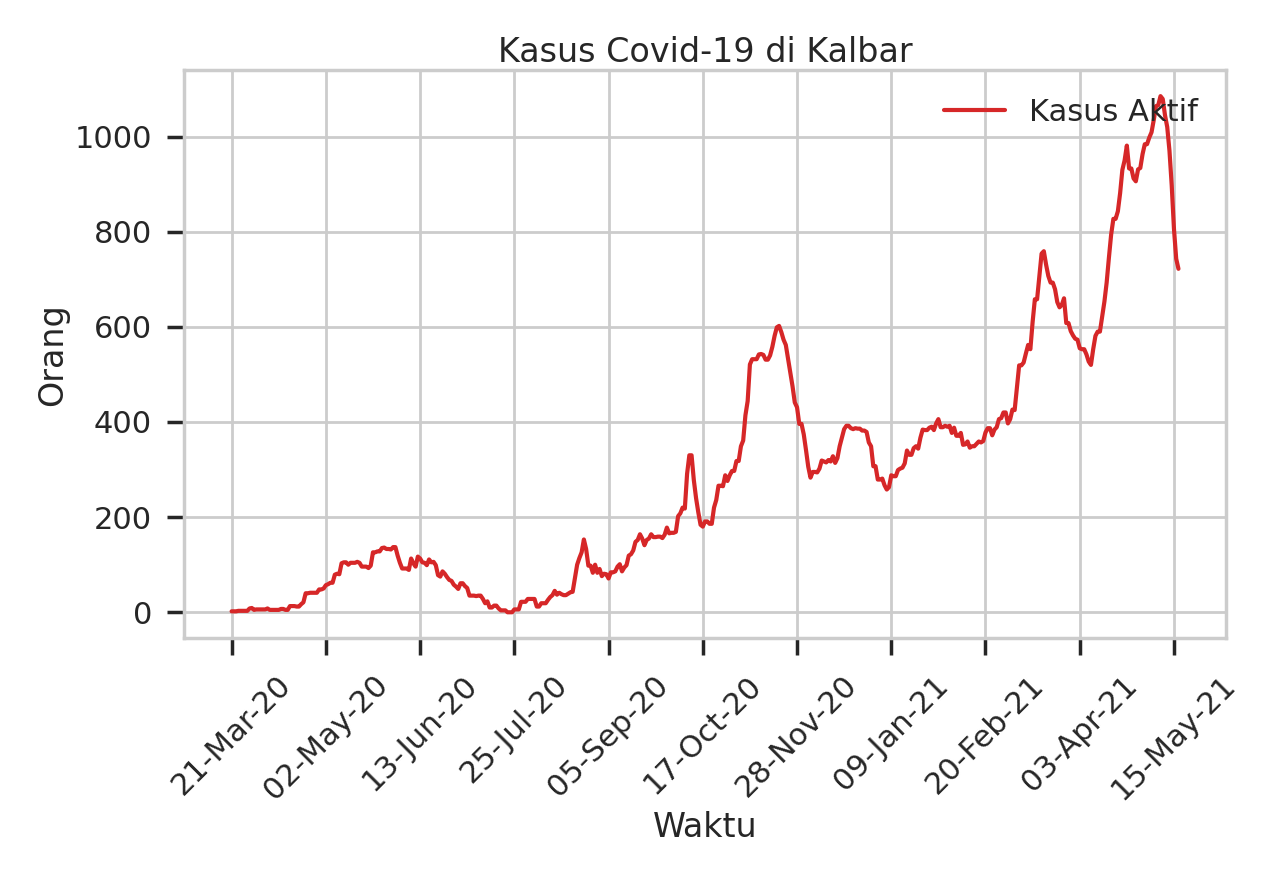 Kasus Covid-19 di Kalbar
Kasus Aktif
1000
800
600
400
200
0
Orang
21-Mar-20
02-May-20
13-Jun-20
25-Jul-20
05-Sep-20
17-Oct-20
28-Nov-20
09-Jan-21
20-Feb-21
03-Apr-21
15-May-21
Waktu